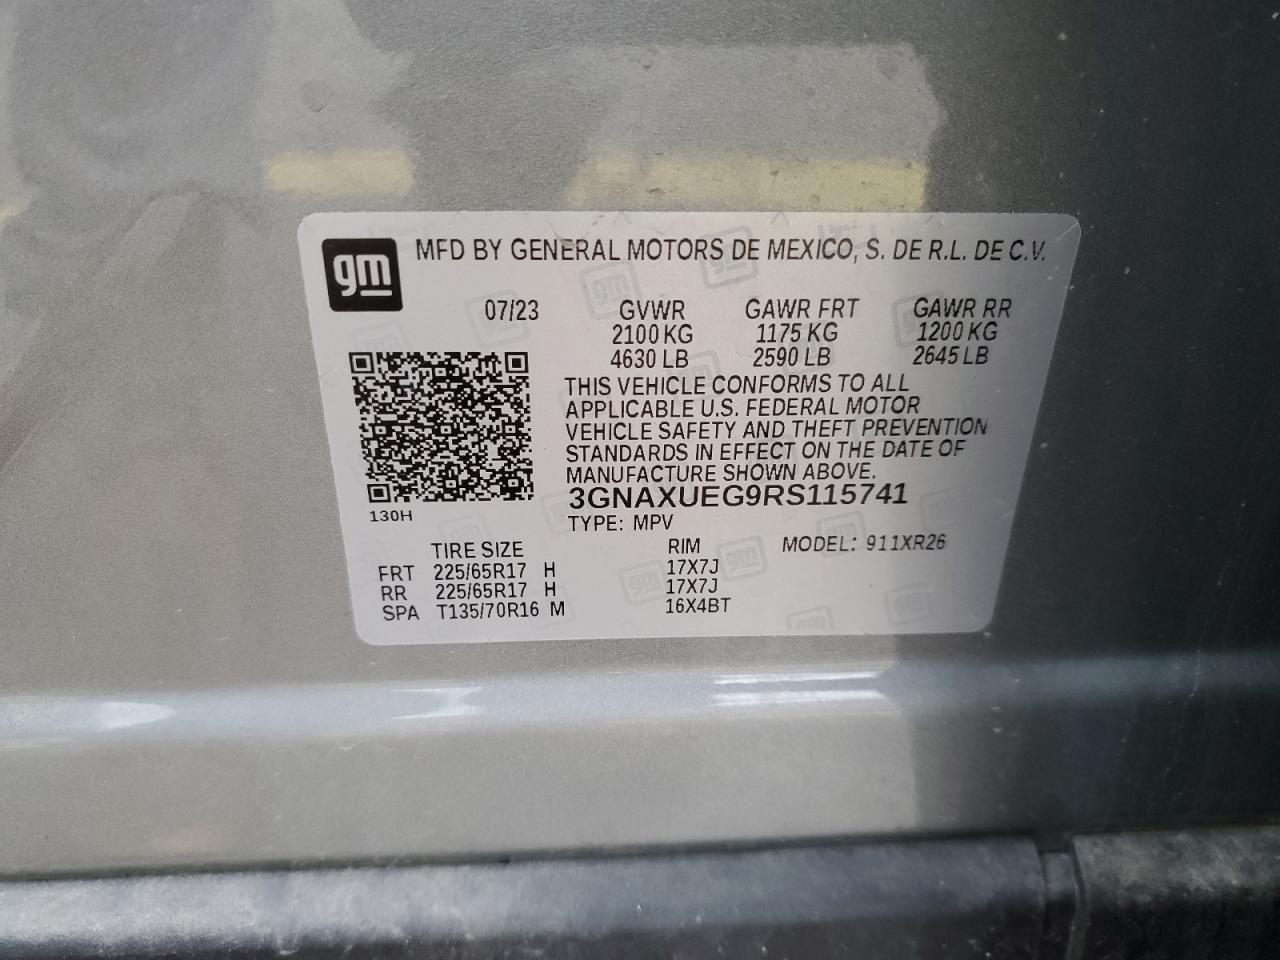 gm
MFD BY GENERAL MOTORS DE MEXICO, S. DE R.L. DE C.V.
07/23 GVWR GAWR FRT GAWR RR
2100 KG 1175 KG 1200 KG
4630 LB 2590 LB 2645 LB
THIS VEHICLE CONFORMS TO ALL
APPLICABLE U.S. FEDERAL MOTOR
VEHICLE SAFETY AND THEFT PREVENTION
STANDARDS IN EFFECT ON THE DATE OF
MANUFACTURE SHOWN ABOVE.
3GNAXUEG9RS115741
130H
TYPE: MPV
TIRE SIZE RIM MODEL: 911XR26
FRT 225/65R17 H 17X7J
RR 225/65R17 H 17X7J
SPA T135/70R16 M 16X4BT